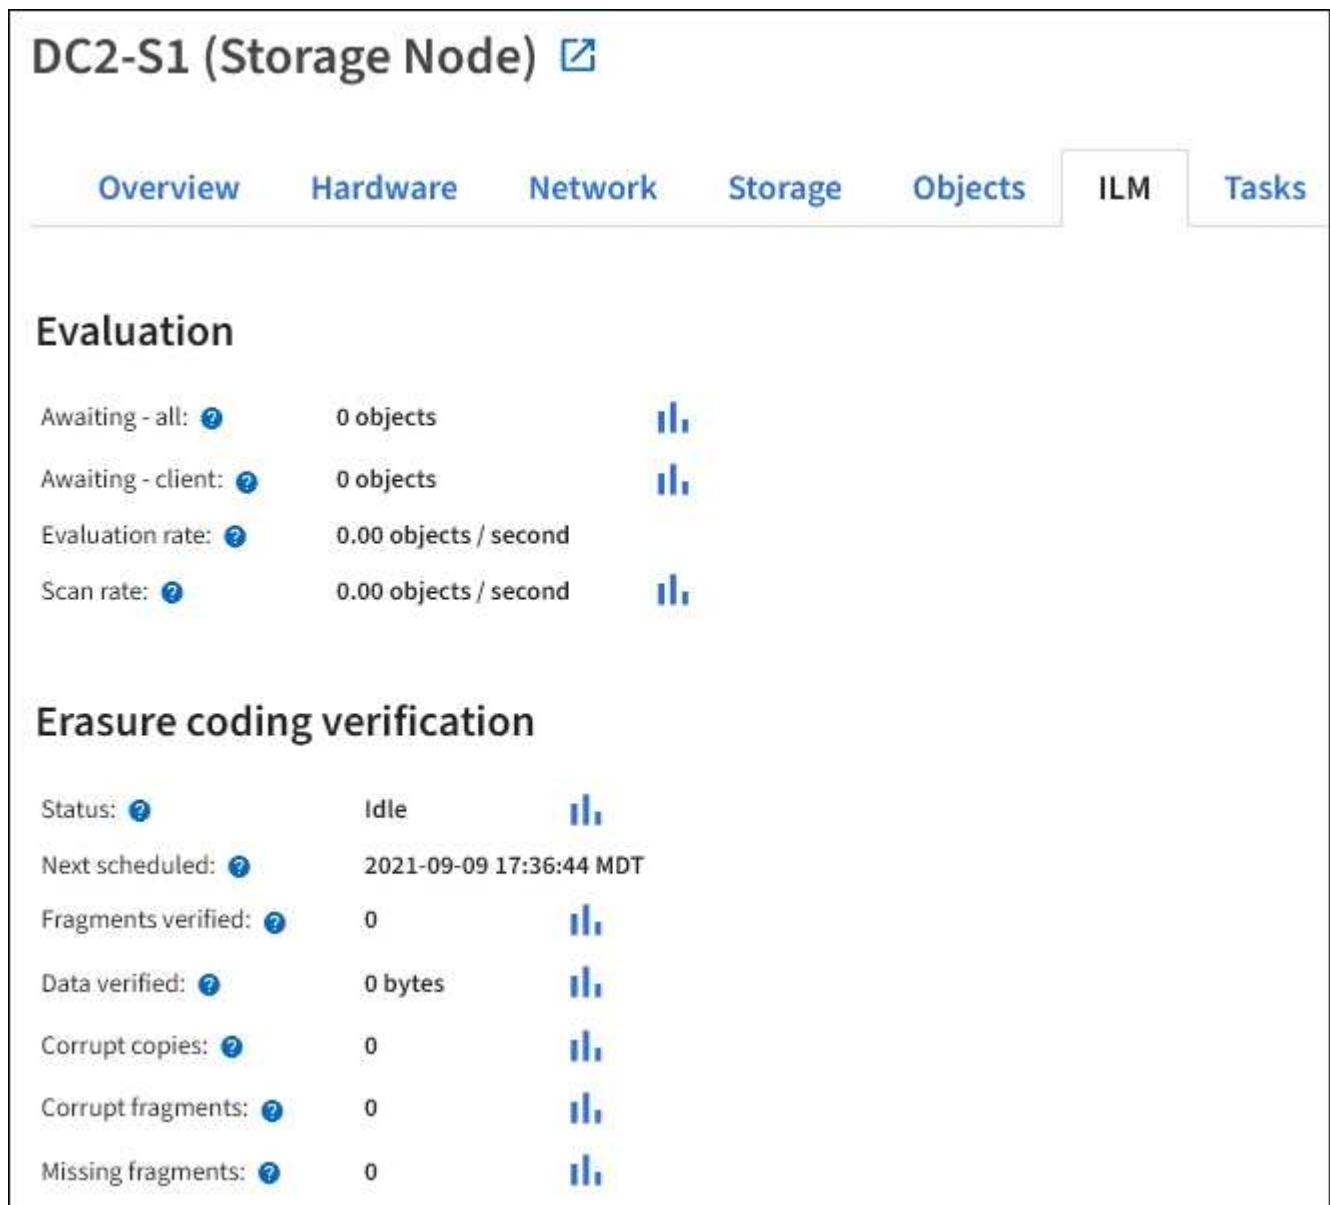 DC2-S1 (Storage Node)
Overview Hardware Network Storage Objects ILM Tasks
Evaluation
Awaiting - all: ? 0 objects
Awaiting - client: ? 0 objects
Evaluation rate: ? 0.00 objects / second
Scan rate: ? 0.00 objects / second
Erasure coding verification
Status: ? Idle
Next scheduled: ? 2021-09-09 17:36:44 MDT
Fragments verified: ? 0
Data verified: ? 0 bytes
Corrupt copies: ? 0
Corrupt fragments: ? 0
Missing fragments: ? 0